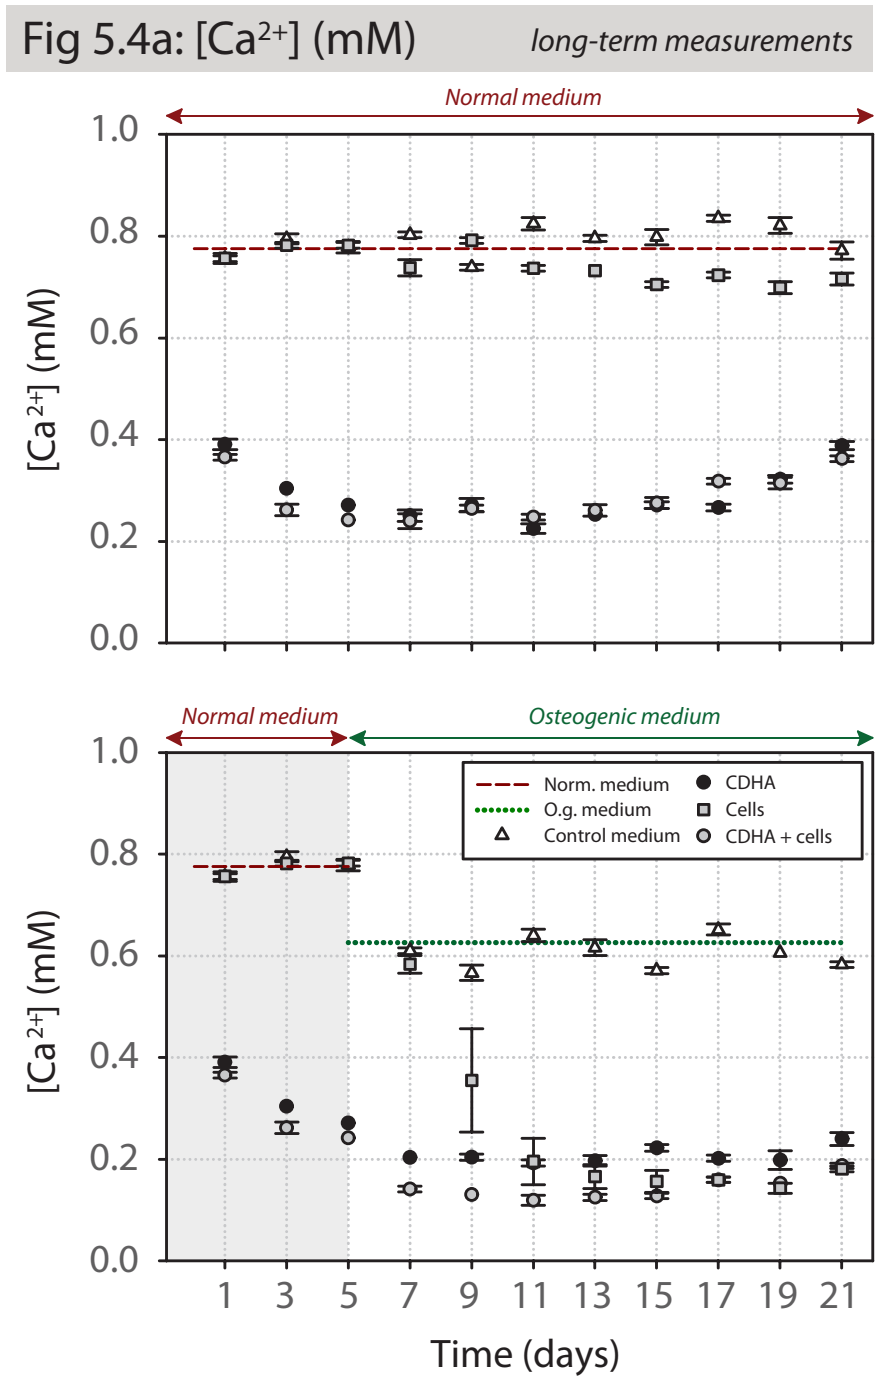 Fig 5.4a: [Ca²⁺] (mM) long-term measurements
Normal medium
1.0
0.8
0.6
0.4
0.2
0.0
[Ca²⁺] (mM)
Normal medium Osteogenic medium
1.0
0.8
0.6
0.4
0.2
0.0
[Ca²⁺] (mM)
Norm. medium CDHA
O.g. medium Cells
Control medium CDHA + cells
1 3 5 7 9 11 13 15 17 19 21
Time (days)